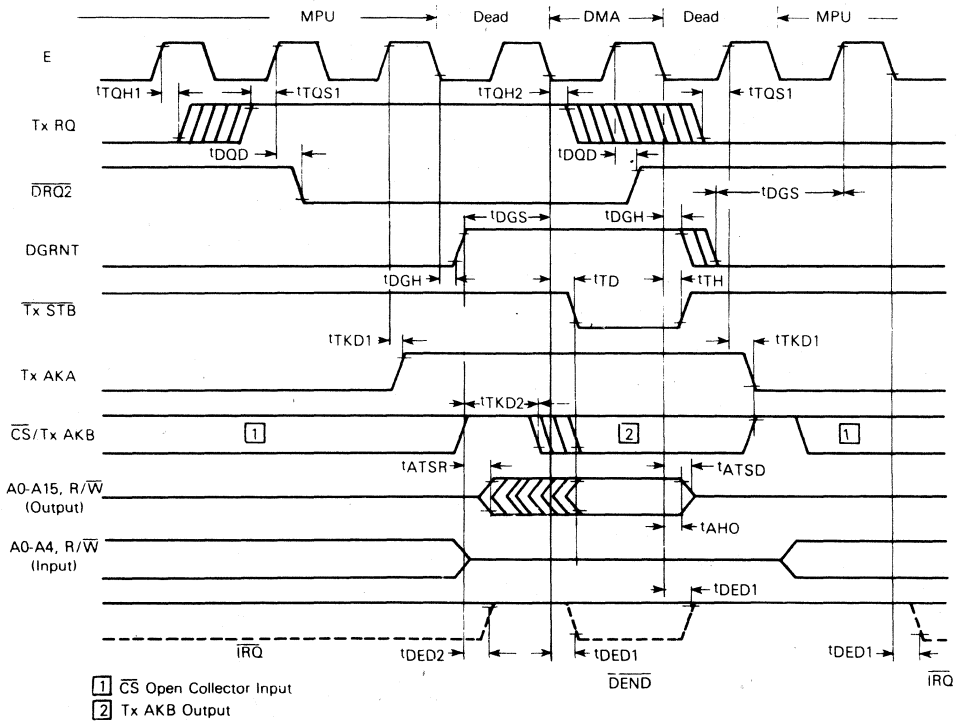 MPU Dead DMA Dead MPU
E
tTQH1 tTQS1 tTQH2 tTQS1
Tx RQ
tDQD tDQD
DRQ2
tDGS
tDGS tDGH
DGRNT
tDGH tTD tTH
Tx STB
tTKD1 tTKD1
Tx AKA
tTKD2
CS/Tx AKB 1 2 1
tATSR tATSD
A0-A15, R/W
(Output)
tAHO
A0-A4, R/W
(Input)
tDED1
IRQ tDED2 tDED1 tDED1
DEND IRQ
1 CS Open Collector Input
2 Tx AKB Output